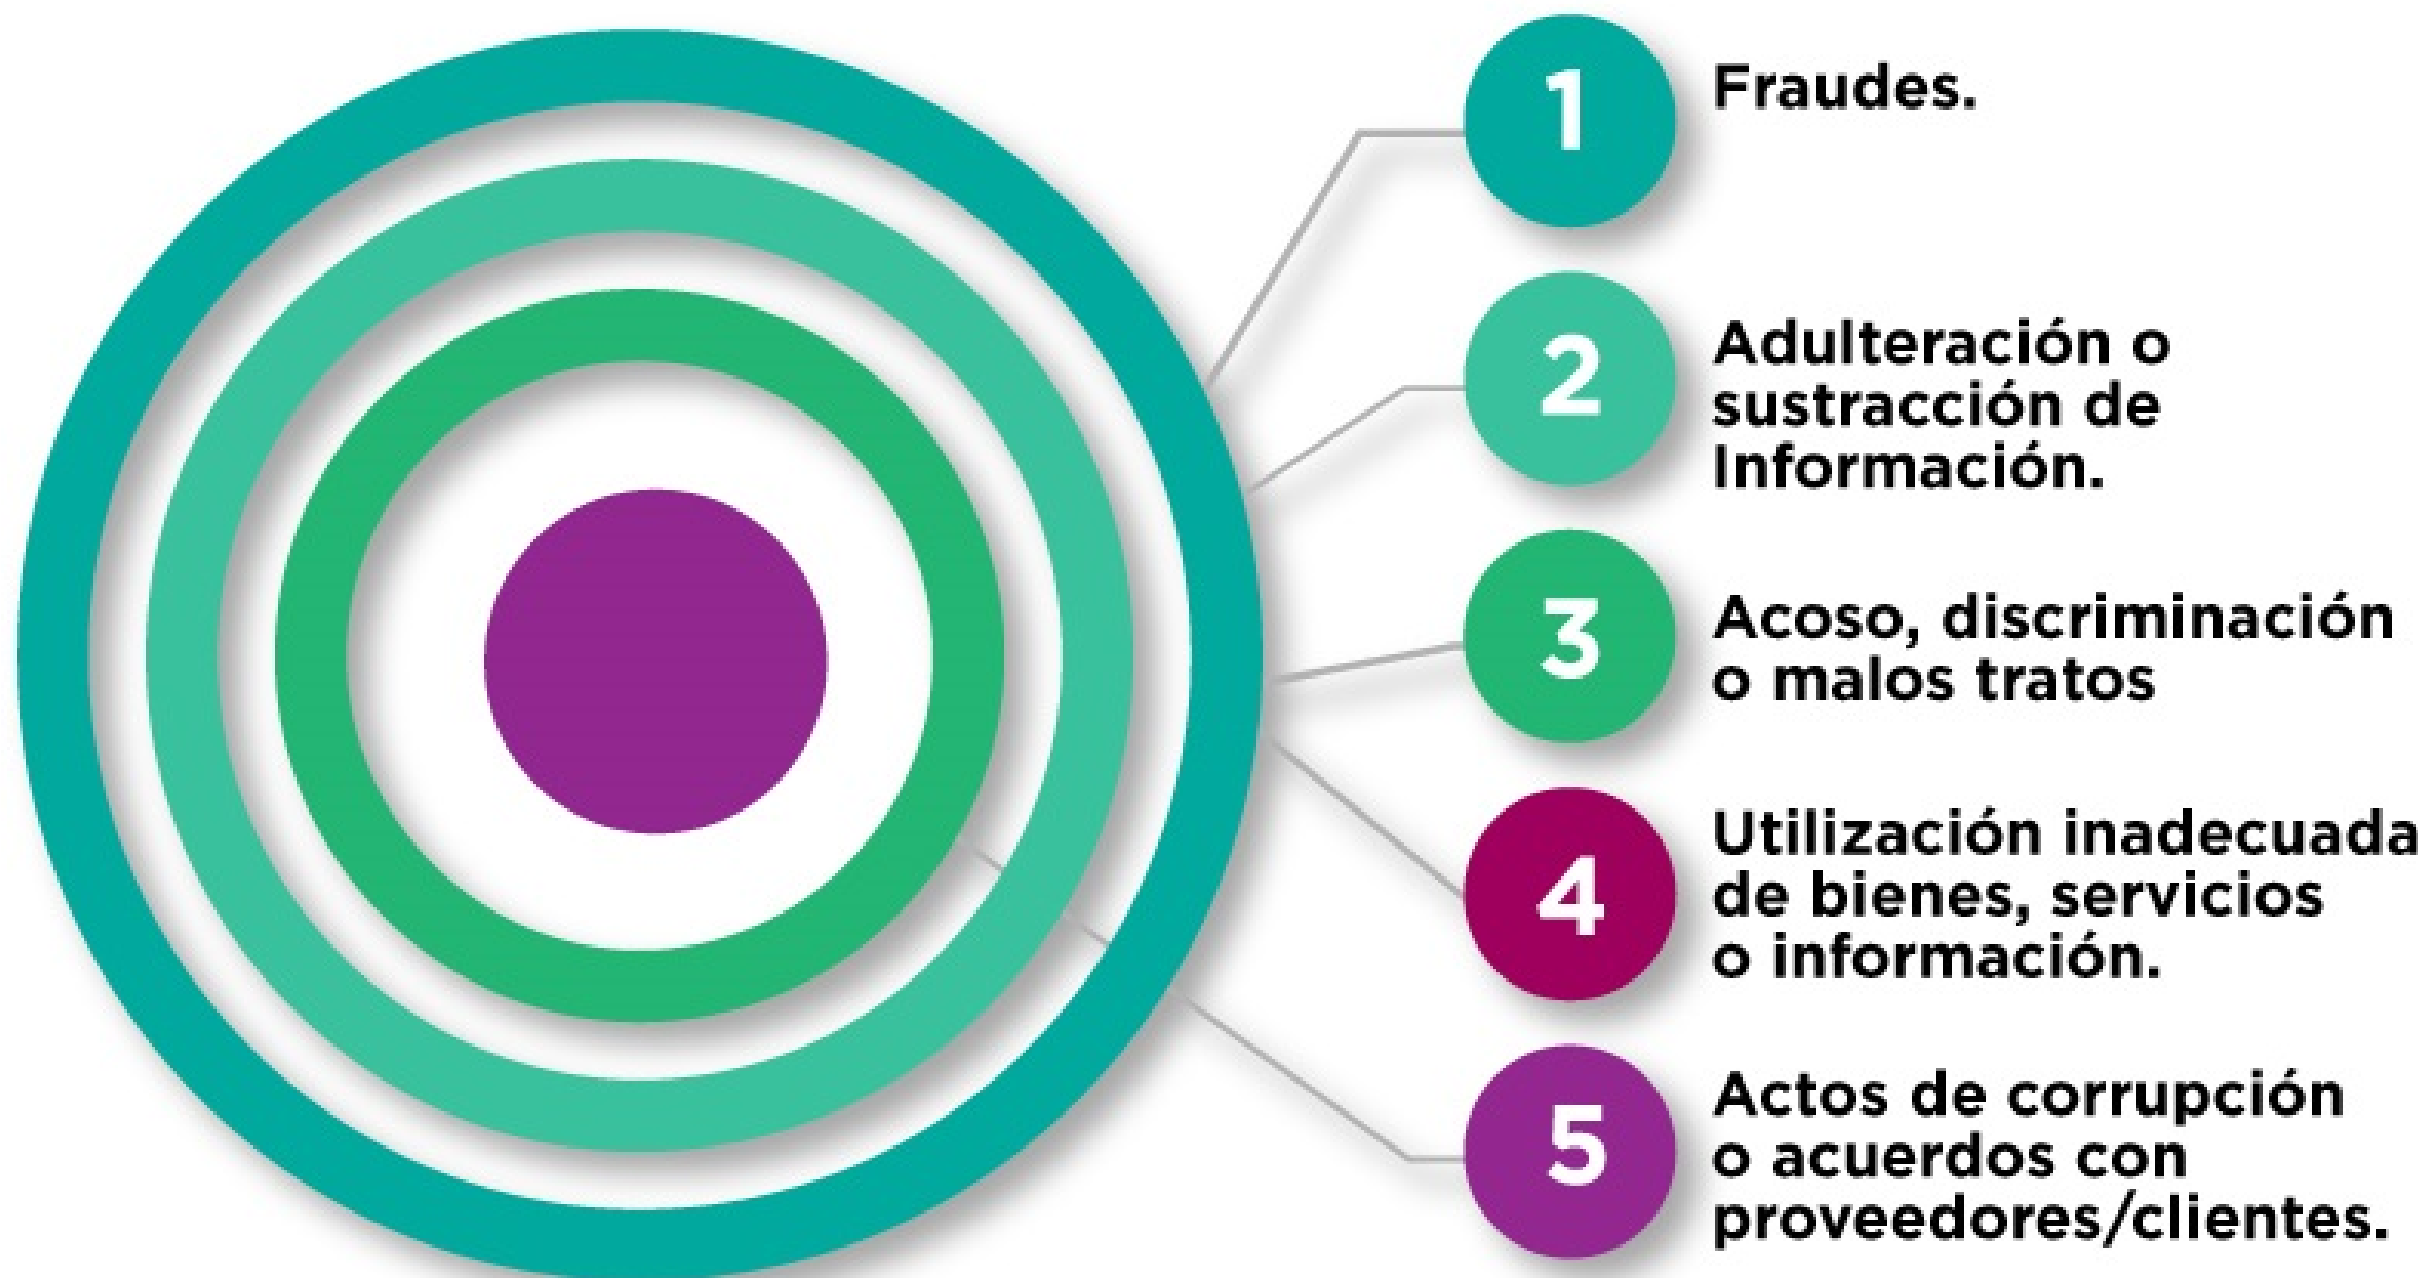 1
Fraudes.
2
Adulteración o
sustracción de
Información.
3
Acoso, discriminación
o malos tratos
4
Utilización inadecuada
de bienes, servicios
o información.
5
Actos de corrupción
o acuerdos con
proveedores/clientes.